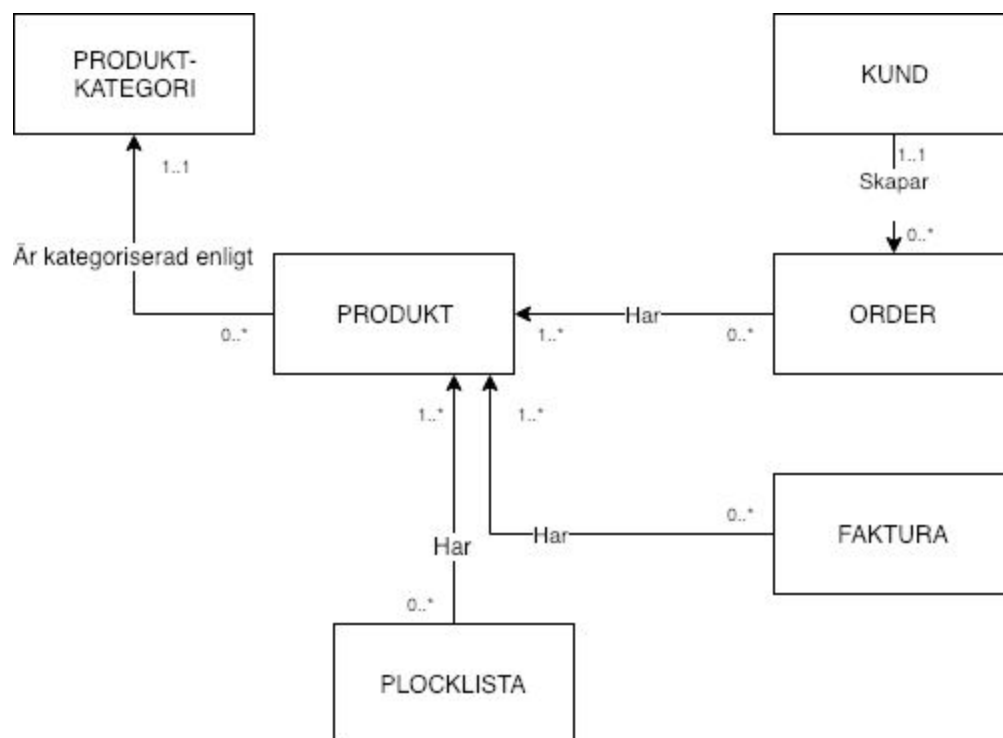 PRODUKT-
KATEGORI
KUND
1..1
1..1
Skapar
0..*
Är kategoriserad enligt
PRODUKT
ORDER
Har
0..*
1..*
0..*
1..*
1..*
FAKTURA
0..*
Har
Har
0..*
PLOCKLISTA